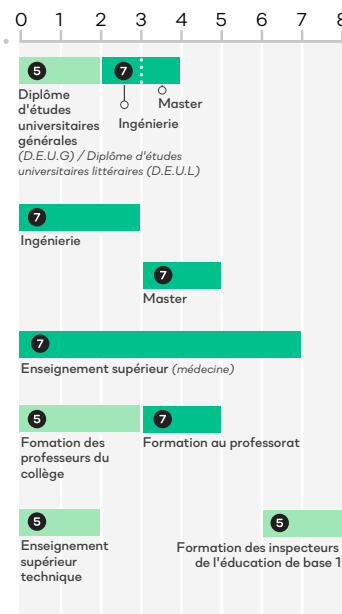 0 1 2 3 4 5 6 7 8
5 7
Diplôme
d'études
universitaires
générales
(D.E.U.G) / Diplôme d'études
universitaires littéraires (D.E.U.L)
Master
Ingénierie
7
Ingénierie
7
Master
7
Enseignement supérieur (médecine)
5 7
Fomation des
professeurs du
collège
Formation au professorat
5 5
Enseignement
supérieur
technique
Formation des inspecteurs
de l'éducation de base 1